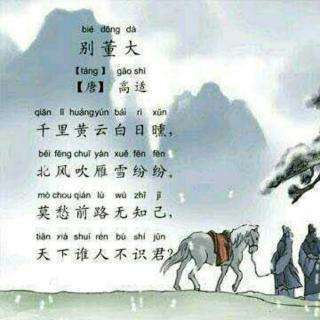 bié dǒng dà
别董大
【táng】 gāo shì
【唐】 高适
qiān lǐ huángyún bái rì xūn
千里黄云白日曛，
běi fēng chuī yàn xuě fēn fēn
北风吹雁雪纷纷。
mò chou qián lù wú zhī jǐ
莫愁前路无知己，
tiān xià shuí rén bù shí jūn
天下谁人不识君？